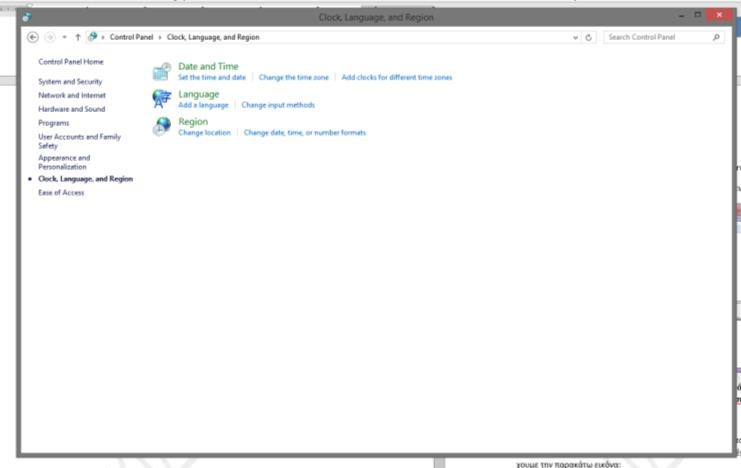 Clock, Language, and Region
Control Panel
Clock, Language, and Region
Search Control Panel
Control Panel Home
System and Security
Network and Internet
Hardware and Sound
Programs
User Accounts and Family
Safety
Appearance and
Personalization
Clock, Language, and Region
Ease of Access
Date and Time
Set the time and date
Change the time zone
Add clocks for different time zones
Language
Add a language
Change input methods
Region
Change location
Change date, time, or number formats
την παρακάτω εικόνα: